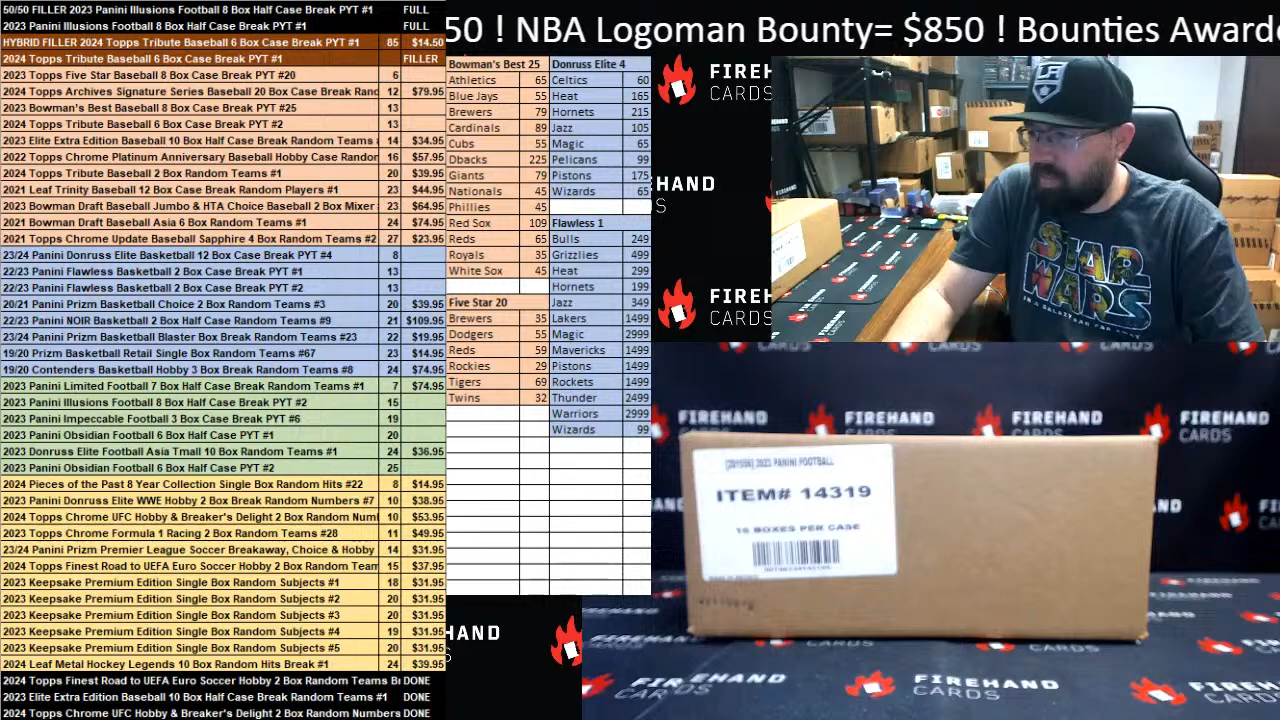 50/50 FILLER 2023 Panini Illusions Football 8 Box Half Case Break PYT #1 FULL
2023 Panini Illusions Football 8 Box Half Case Break PYT #1 FULL
HYBRID FILLER 2024 Topps Tribute Baseball 6 Box Case Break PYT #1 85 $14.50
2024 Topps Tribute Baseball 6 Box Case Break PYT #1 FILLER
2023 Topps Five Star Baseball 8 Box Case Break PYT #20 6
2024 Topps Archives Signature Series Baseball 20 Box Case Break Ranc 12 $79.95
2023 Bowman's Best Baseball 8 Box Case Break PYT #25 13
2024 Topps Tribute Baseball 6 Box Case Break PYT #2 13
2023 Elite Extra Edition Baseball 10 Box Half Case Break Random Teams 14 $34.95
2022 Topps Chrome Platinum Anniversary Baseball Hobby Case Randor 16 $57.95
2024 Topps Tribute Baseball 2 Box Random Teams #1 20 $39.95
2021 Leaf Trinity Baseball 12 Box Case Break Random Players #1 23 $44.95
2023 Bowman Draft Baseball Jumbo & HTA Choice Baseball 2 Box Mixer 23 $64.95
2021 Bowman Draft Baseball Asia 6 Box Random Teams #1 24 $74.95
2021 Topps Chrome Update Baseball Sapphire 4 Box Random Teams #2 27 $23.95
23/24 Panini Donruss Elite Basketball 12 Box Case Break PYT #4 8
22/23 Panini Flawless Basketball 2 Box Case Break PYT #1 13
22/23 Panini Flawless Basketball 2 Box Case Break PYT #2 13
20/21 Panini Prizm Basketball Choice 2 Box Random Teams #3 20 $39.95
22/23 Panini NOIR Basketball 2 Box Half Case Random Teams #9 21 $109.95
23/24 Panini Prizm Basketball Blaster Box Break Random Teams #23 22 $19.95
19/20 Prizm Basketball Retail Single Box Random Teams #67 23 $14.95
19/20 Contenders Basketball Hobby 3 Box Break Random Teams #8 24 $74.95
2023 Panini Limited Football 7 Box Half Case Break Random Teams #1 7 $74.95
2023 Panini Illusions Football 8 Box Half Case Break PYT #2 15
2023 Panini Impeccable Football 3 Box Case Break PYT #6 19
2023 Panini Obsidian Football 6 Box Half Case PYT #1 20
2023 Donruss Elite Football Asia Tmall 10 Box Random Teams #1 24 $36.95
2023 Panini Obsidian Football 6 Box Half Case PYT #2 25
2024 Pieces of the Past 8 Year Collection Single Box Random Hits #22 8 $14.95
2023 Panini Donruss Elite WWE Hobby 2 Box Break Random Numbers #7 10 $38.95
2024 Topps Chrome UFC Hobby & Breaker's Delight 2 Box Random Numl 10 $53.95
2023 Topps Chrome Formula 1 Racing 2 Box Random Teams #28 11 $49.95
23/24 Panini Prizm Premier League Soccer Breakaway, Choice & Hobby 14 $31.95
2024 Topps Finest Road to UEFA Euro Soccer Hobby 2 Box Random Team 15 $37.95
2023 Keepsake Premium Edition Single Box Random Subjects #1 18 $31.95
2023 Keepsake Premium Edition Single Box Random Subjects #2 20 $31.95
2023 Keepsake Premium Edition Single Box Random Subjects #3 20 $31.95
2023 Keepsake Premium Edition Single Box Random Subjects #4 19 $31.95
2023 Keepsake Premium Edition Single Box Random Subjects #5 20 $31.95
2024 Leaf Metal Hockey Legends 10 Box Random Hits Break #1 24 $39.95
2024 Topps Finest Road to UEFA Euro Soccer Hobby 2 Box Random Teams Br DONE
2023 Elite Extra Edition Baseball 10 Box Half Case Break Random Teams #1 DONE
2024 Topps Chrome UFC Hobby & Breaker's Delight 2 Box Random Numbers DONE
50 ! NBA Logoman Bounty= $850 ! Bounties Awarde
Bowman's Best 25
Athletics 65
Blue Jays 55
Brewers 79
Cardinals 89
Cubs 55
Dbacks 225
Giants 79
Nationals 45
Phillies 45
Red Sox 109
Reds 65
Royals 35
White Sox 45
Five Star 20
Brewers 35
Dodgers 55
Reds 59
Rockies 29
Tigers 69
Twins 32
Donruss Elite 4
Celtics 60
Heat 165
Hornets 215
Jazz 105
Magic 65
Pelicans 99
Pistons 175
Wizards 65
Flawless 1
Bulls 249
Grizzlies 499
Heat 299
Hornets 199
Jazz 349
Lakers 1499
Magic 2999
Mavericks 1499
Pistons 1499
Rockets 1499
Thunder 2499
Warriors 2999
Wizards 99
FIREH
CARDS
HAND
S
FIREH
CARDS
HAND
STAR
WARS
LA
FIREHAND
CARDS
FIREHAND
CARDS
FIREHAND
FIREHAND
2023 PANINI FOOTBALL
ITEM# 14319
16 BOXES PER CASE
FIREHAND
CARDS
FIREHAND
CARDS